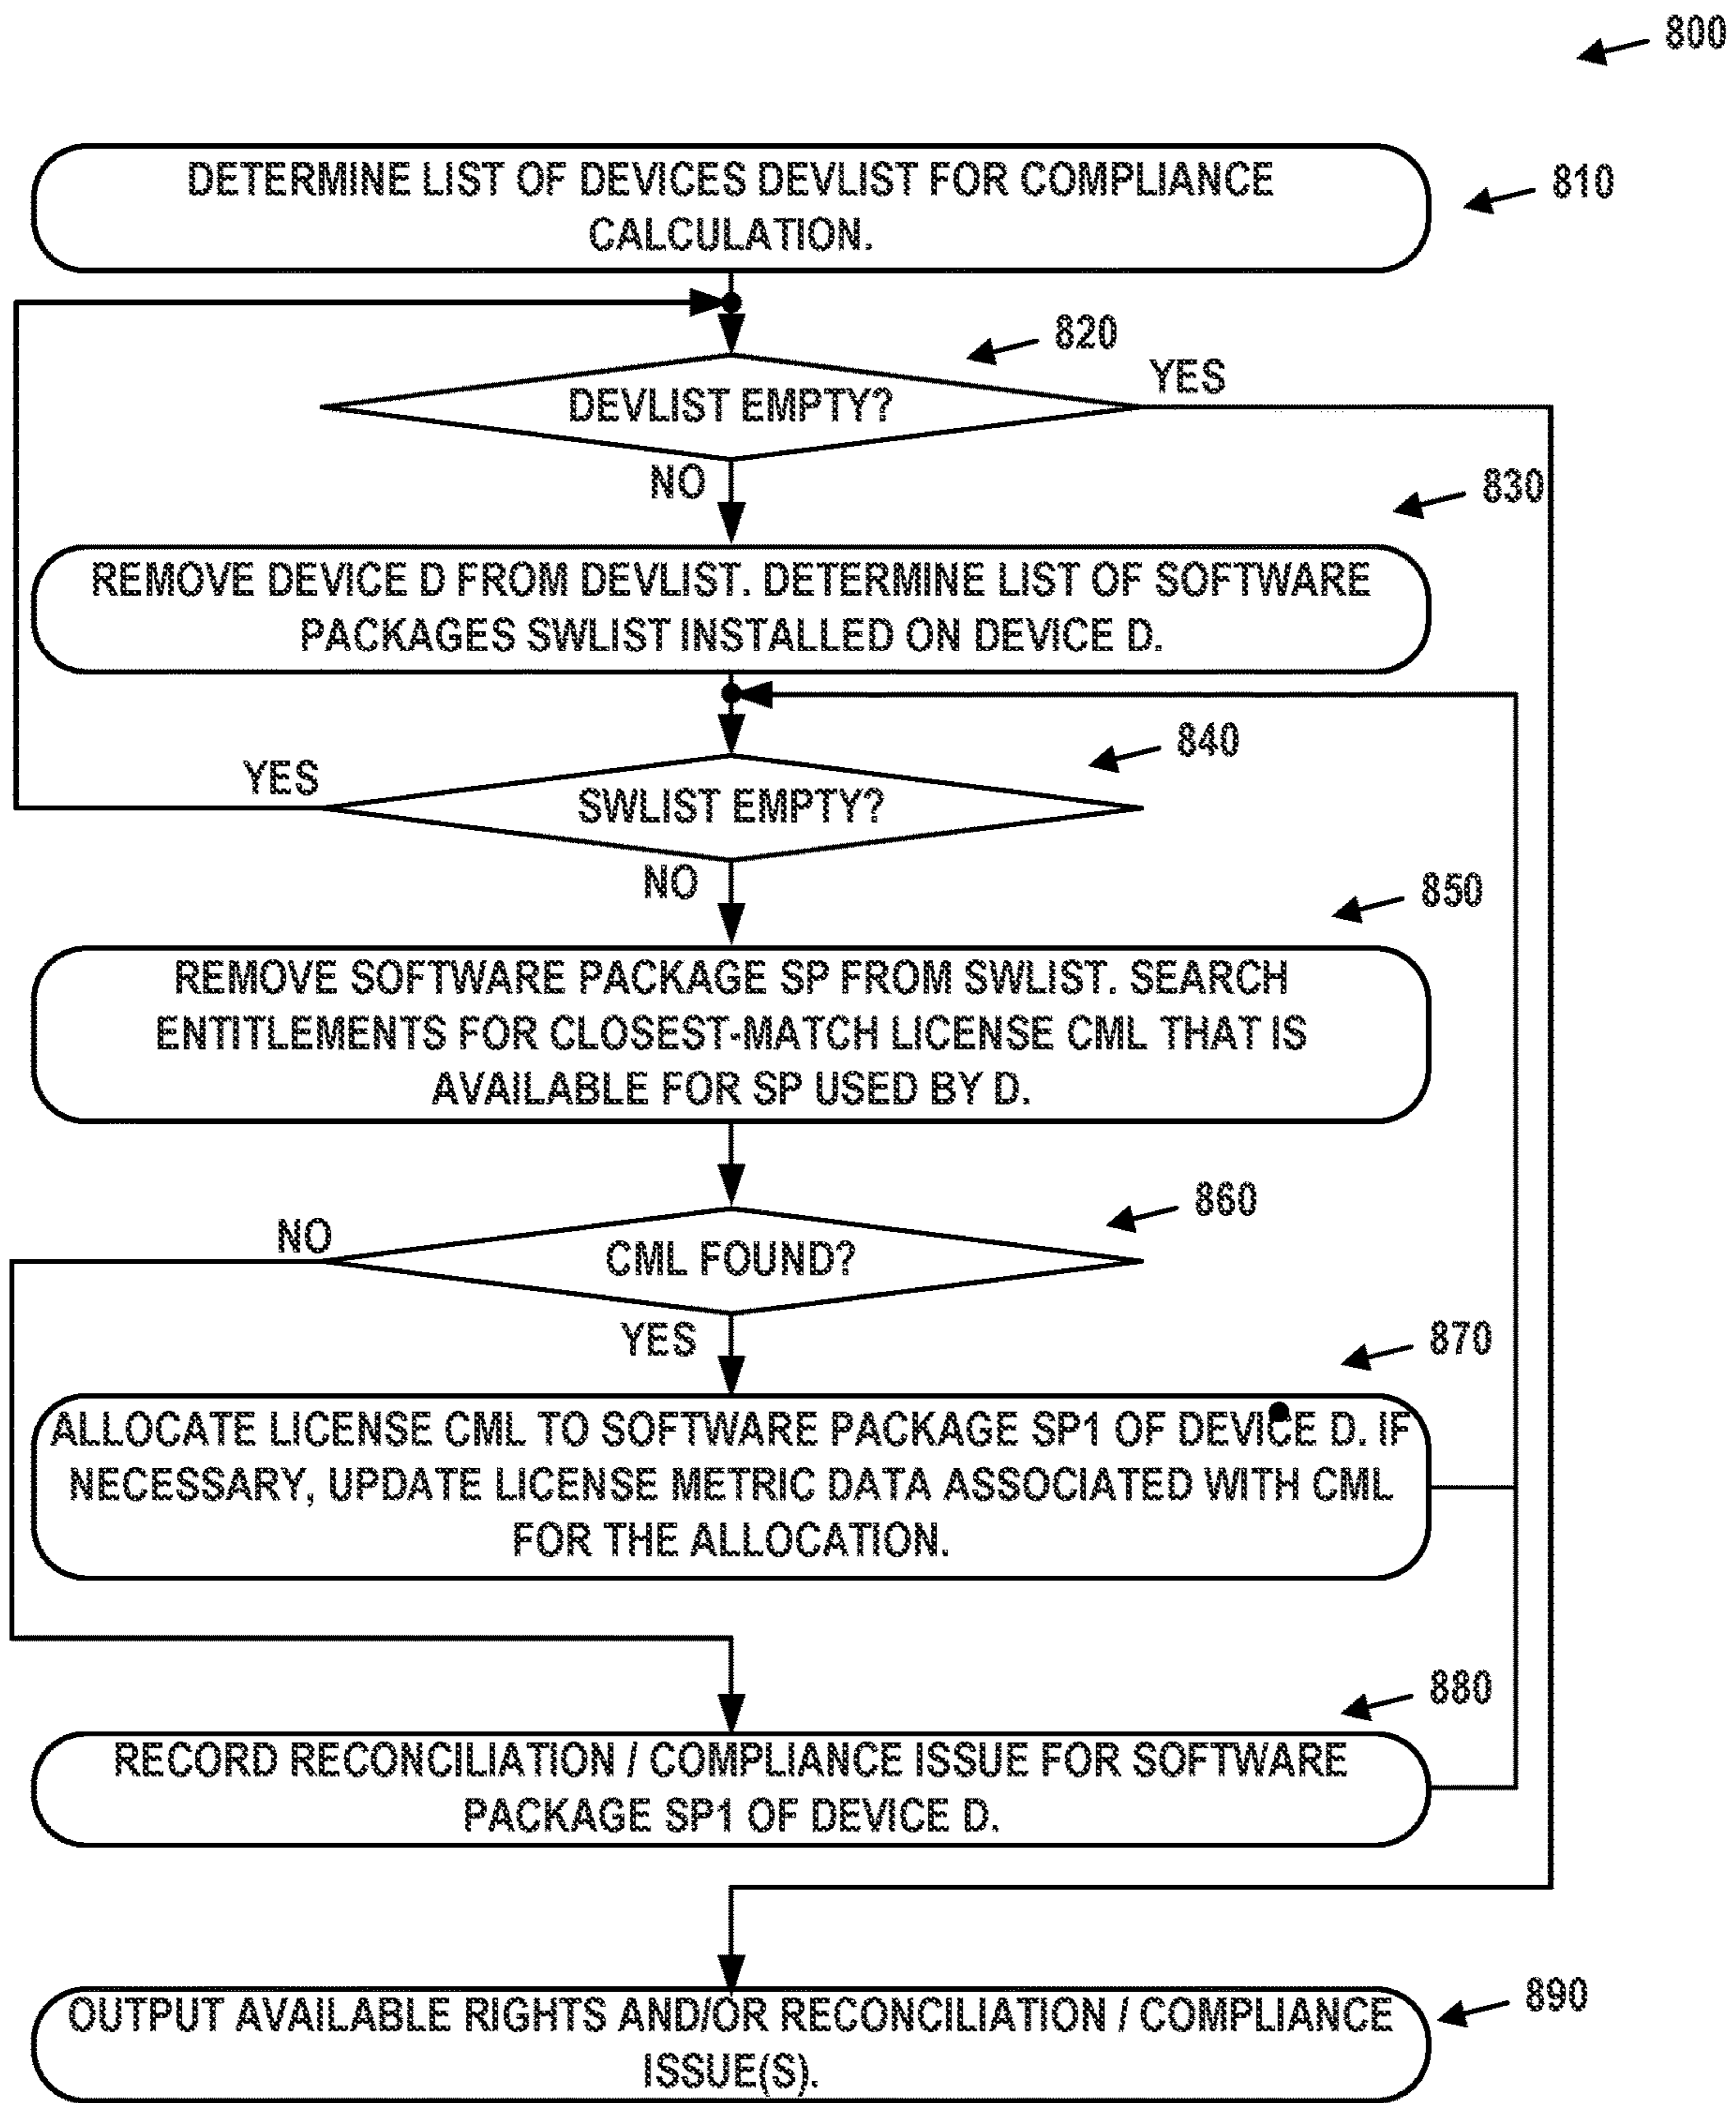 800
DETERMINE LIST OF DEVICES DEVLIST FOR COMPLIANCE
CALCULATION.
810
820
DEVLIST EMPTY?
YES
NO
830
REMOVE DEVICE D FROM DEVLIST. DETERMINE LIST OF SOFTWARE
PACKAGES SWLIST INSTALLED ON DEVICE D.
840
YES
SWLIST EMPTY?
NO
850
REMOVE SOFTWARE PACKAGE SP FROM SWLIST. SEARCH
ENTITLEMENTS FOR CLOSEST-MATCH LICENSE CML THAT IS
AVAILABLE FOR SP USED BY D.
860
NO
CML FOUND?
YES
870
ALLOCATE LICENSE CML TO SOFTWARE PACKAGE SP1 OF DEVICE D. IF
NECESSARY, UPDATE LICENSE METRIC DATA ASSOCIATED WITH CML
FOR THE ALLOCATION.
880
RECORD RECONCILIATION / COMPLIANCE ISSUE FOR SOFTWARE
PACKAGE SP1 OF DEVICE D.
890
OUTPUT AVAILABLE RIGHTS AND/OR RECONCILIATION / COMPLIANCE
ISSUE(S).